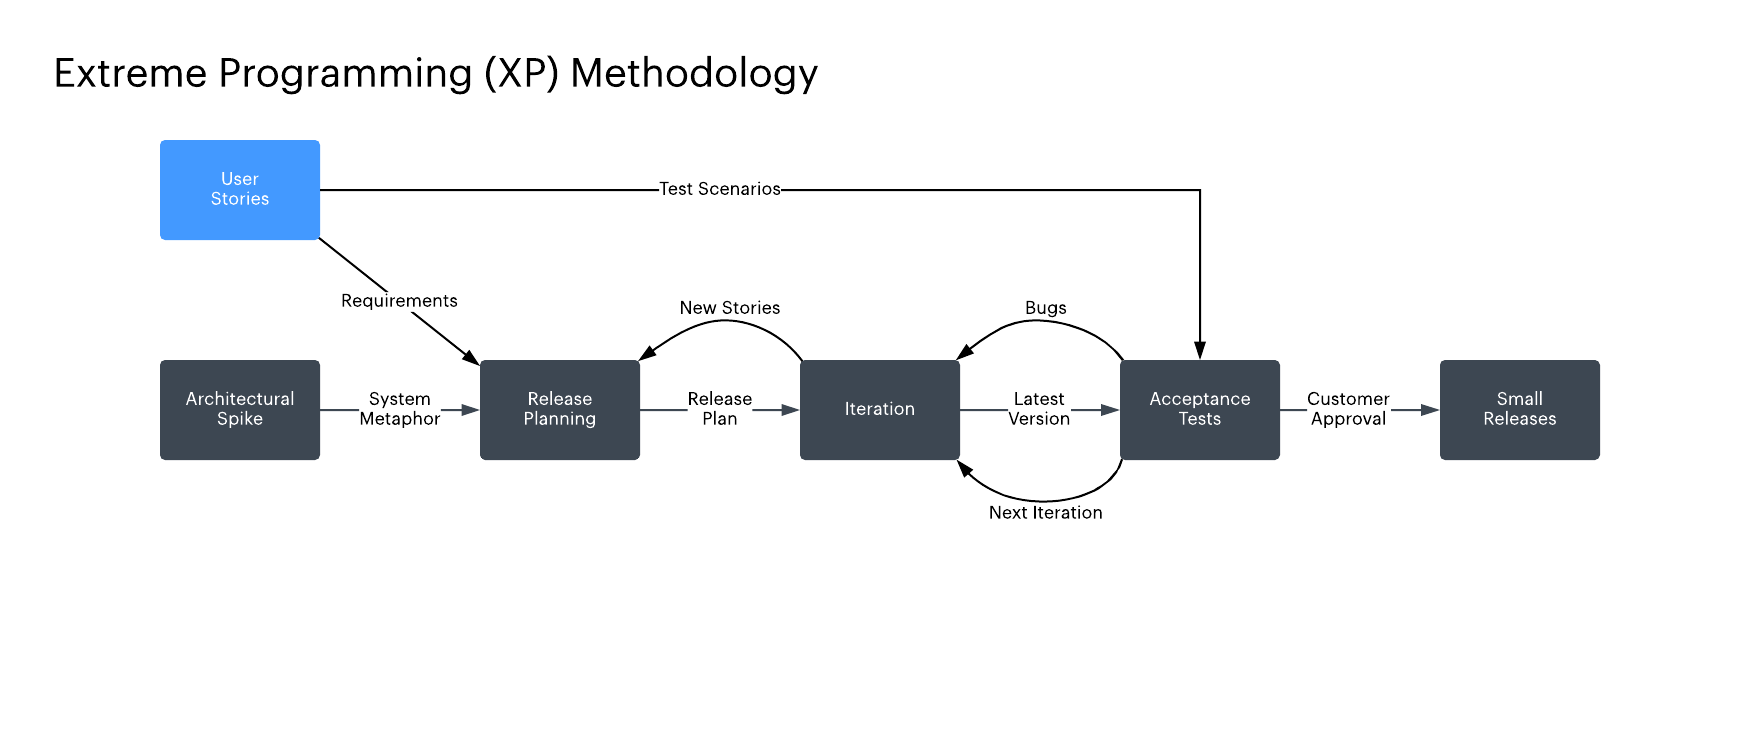 Extreme Programming (XP) Methodology
User
Stories
Test Scenarios
Requirements
New Stories
Bugs
Architectural
Spike
System
Metaphor
Release
Planning
Release
Plan
Iteration
Latest
Version
Acceptance
Tests
Customer
Approval
Small
Releases
Next Iteration